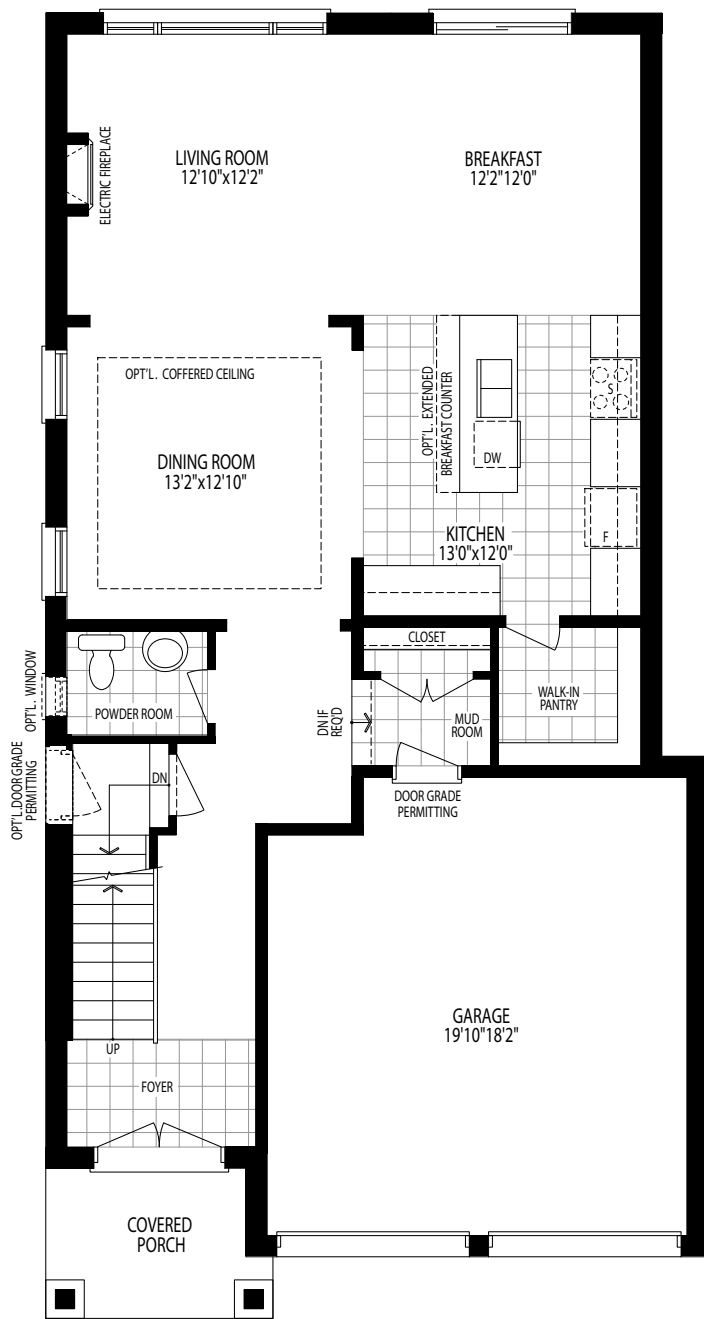 LIVING ROOM
12'10"x12'2"
BREAKFAST
12'2"12'0"
ELECTRIC FIREPLACE
OPT'L. COFFERED CEILING
DINING ROOM
13'2"x12'10"
OPT'L. EXTENDED
BREAKFAST COUNTER
DW
S
F
KITCHEN
13'0"x12'0"
CLOSET
OPT'L. WINDOW
POWDER ROOM
DN IF
REQ'D
MUD
ROOM
WALK-IN
PANTRY
OPT'L.DOOR GRADE
PERMITTING
DN
DOOR GRADE
PERMITTING
GARAGE
19'10"18'2"
UP
FOYER
COVERED
PORCH